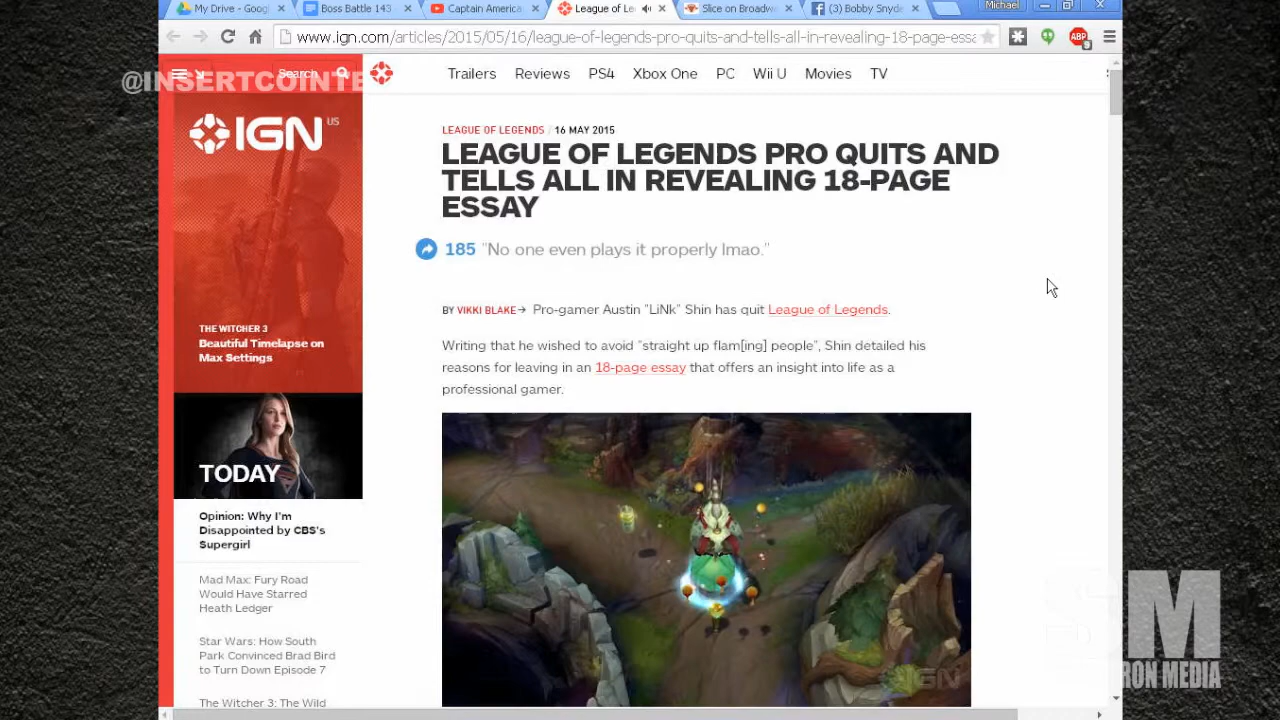 My Drive - Googl
Boss Battle 143
Captain America
League of Le
Slice on Broadw
(3) Bobby Snyde
Michael
www.ign.com/articles/2015/05/16/league-of-legends-pro-quits-and-tells-all-in-revealing-18-page-essa
ABP
9
@INSERTCOINTE
Search
Trailers Reviews PS4 Xbox One PC Wii U Movies TV
IGN US
LEAGUE OF LEGENDS / 16 MAY 2015
LEAGUE OF LEGENDS PRO QUITS AND
TELLS ALL IN REVEALING 18-PAGE
ESSAY
185 "No one even plays it properly lmao."
BY VIKKI BLAKE Pro-gamer Austin "LiNk" Shin has quit League of Legends.
Writing that he wished to avoid "straight up flam[ing] people", Shin detailed his
reasons for leaving in an 18-page essay that offers an insight into life as a
professional gamer.
THE WITCHER 3
Beautiful Timelapse on
Max Settings
TODAY
Opinion: Why I'm
Disappointed by CBS's
Supergirl
Mad Max: Fury Road
Would Have Starred
Heath Ledger
Star Wars: How South
Park Convinced Brad Bird
to Turn Down Episode 7
The Witcher 3: The Wild
IGN
SM
RON MEDIA